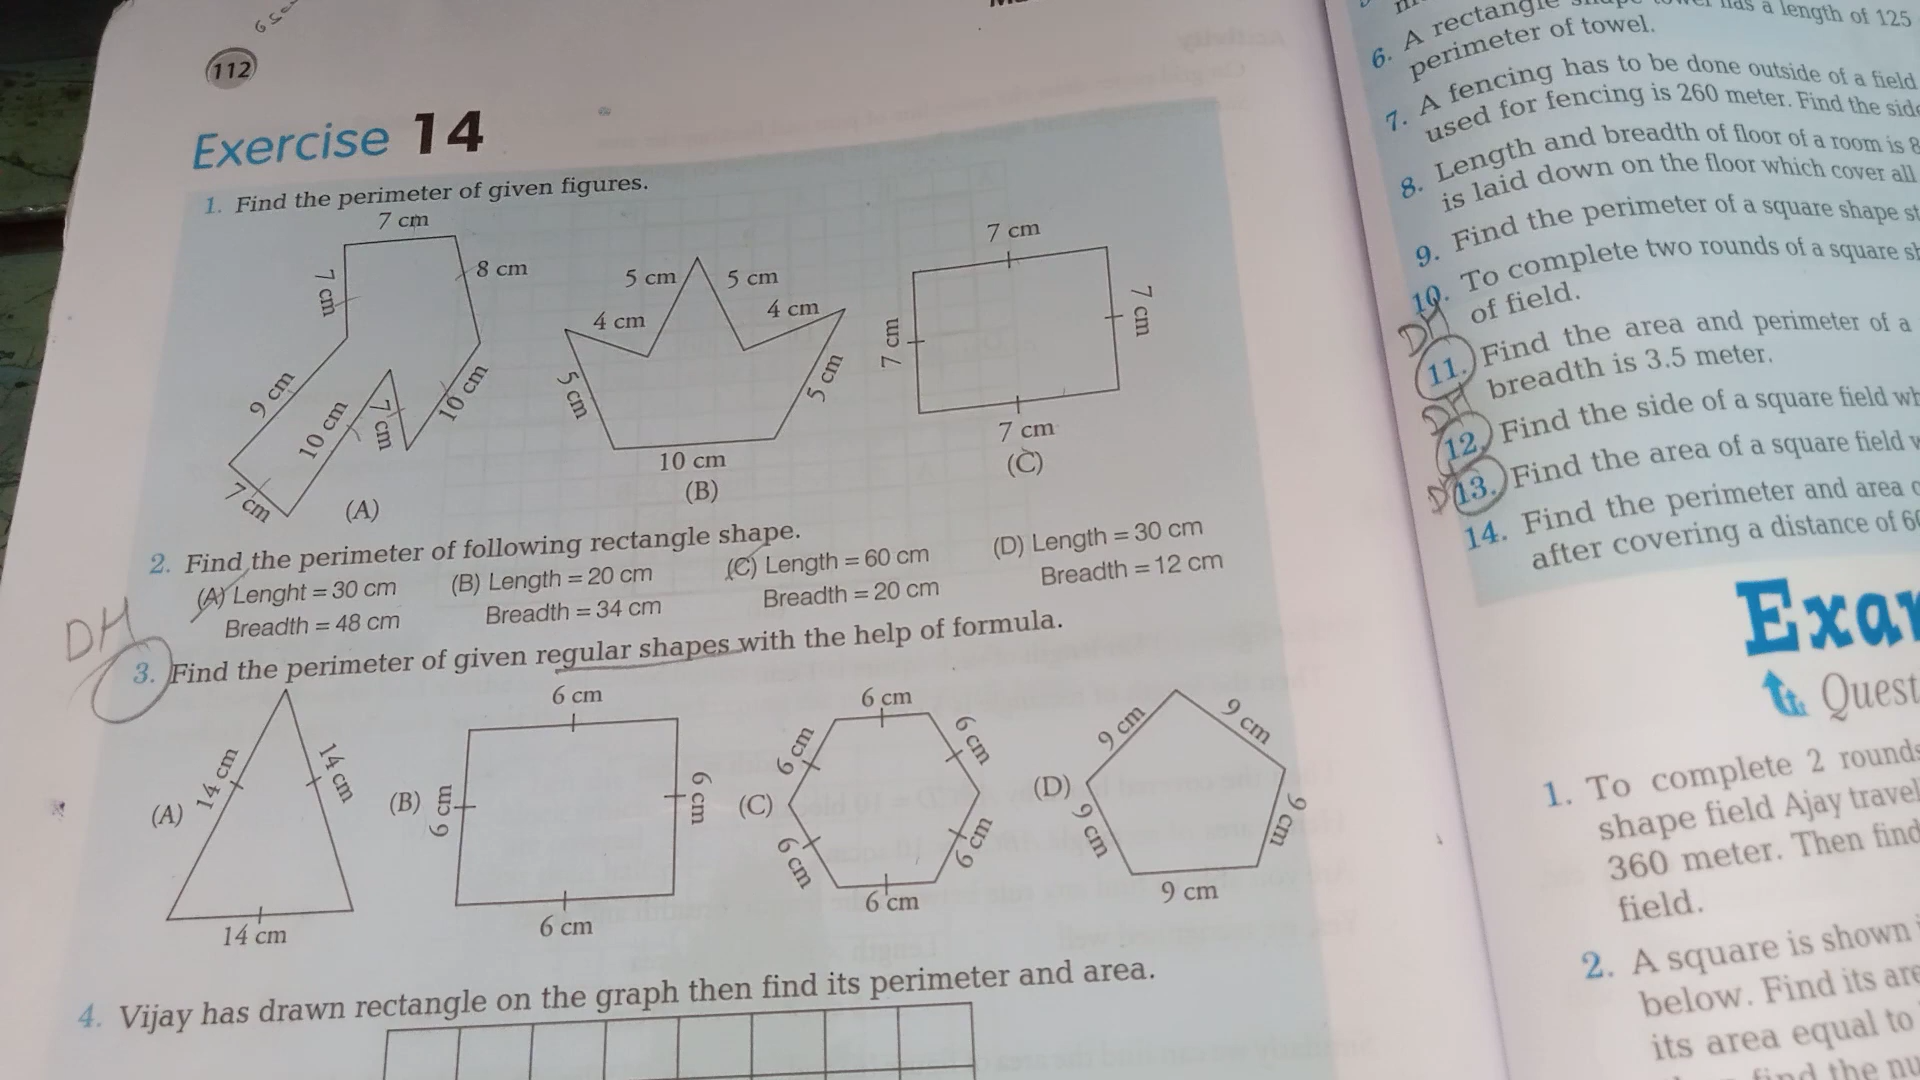 112
Exercise 14
1. Find the perimeter of given figures.
7 cm
7 cm
8 cm
9 cm
10 cm
7 cm
10 cm
7 cm
(A)
5 cm
5 cm
4 cm
4 cm
5 cm
5 cm
10 cm
(B)
7 cm
7 cm
7 cm
7 cm
(C)
2. Find the perimeter of following rectangle shape.
(A) Lenght = 30 cm (B) Length = 20 cm (C) Length = 60 cm (D) Length = 30 cm
Breadth = 48 cm Breadth = 34 cm Breadth = 20 cm Breadth = 12 cm
DH
3. Find the perimeter of given regular shapes with the help of formula.
(A)
14 cm
14 cm
14 cm
(B)
6 cm
6 cm
6 cm
6 cm
(C)
6 cm
6 cm
6 cm
6 cm
6 cm
6 cm
(D)
9 cm
9 cm
9 cm
9 cm
9 cm
4. Vijay has drawn rectangle on the graph then find its perimeter and area.
6. A rectangle has a length of 125
perimeter of towel.
7. A fencing has to be done outside of a field
used for fencing is 260 meter. Find the side
8. Length and breadth of floor of a room is 8
is laid down on the floor which cover all
9. Find the perimeter of a square shape
10. To complete two rounds of a square
of field.
DH
11. Find the area and perimeter of a
breadth is 3.5 meter.
DH
12. Find the side of a square field
13. Find the area of a square field
14. Find the perimeter and area
after covering a distance of
Exa
Quest
1. To complete 2 rounds
shape field Ajay travel
360 meter. Then find
field.
2. A square is shown
below. Find its are
its area equal to
find the